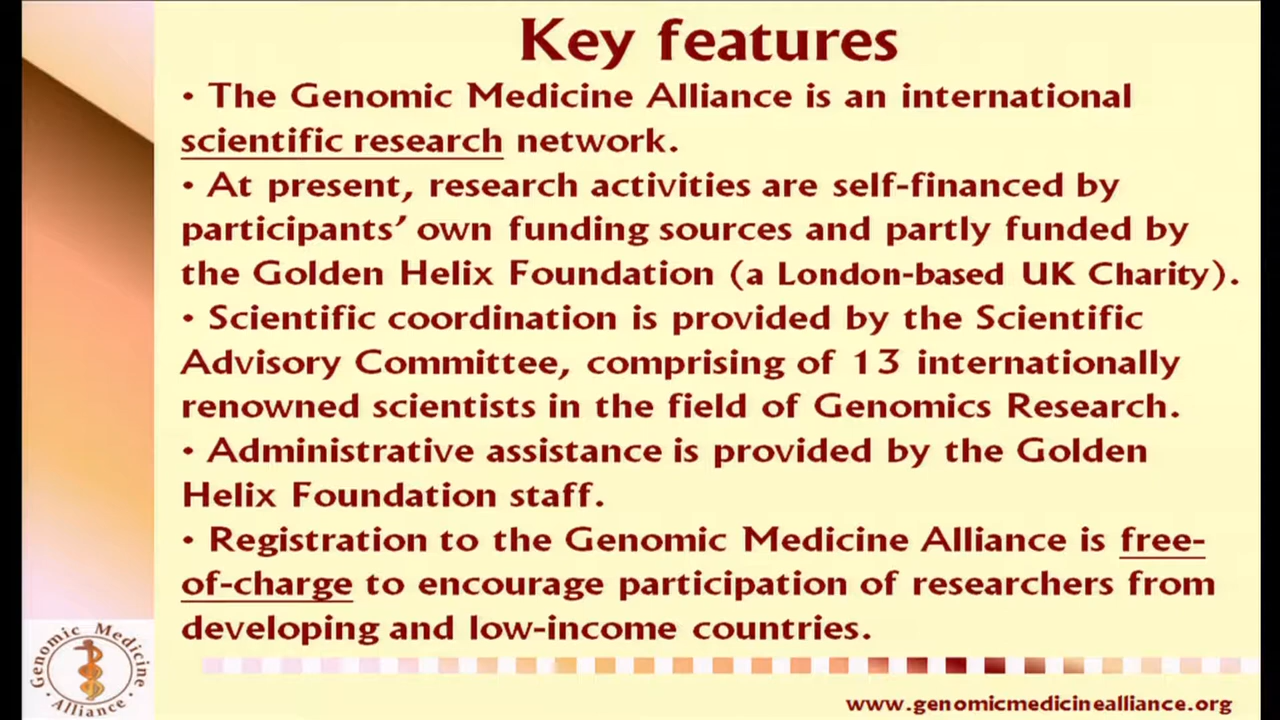 Key features
• The Genomic Medicine Alliance is an international
scientific research network.
• At present, research activities are self-financed by
participants’ own funding sources and partly funded by
the Golden Helix Foundation (a London-based UK Charity).
• Scientific coordination is provided by the Scientific
Advisory Committee, comprising of 13 internationally
renowned scientists in the field of Genomics Research.
• Administrative assistance is provided by the Golden
Helix Foundation staff.
• Registration to the Genomic Medicine Alliance is free-
of-charge to encourage participation of researchers from
developing and low-income countries.
Genomic Medicine
• Alliance •
www.genomicmedicinealliance.org